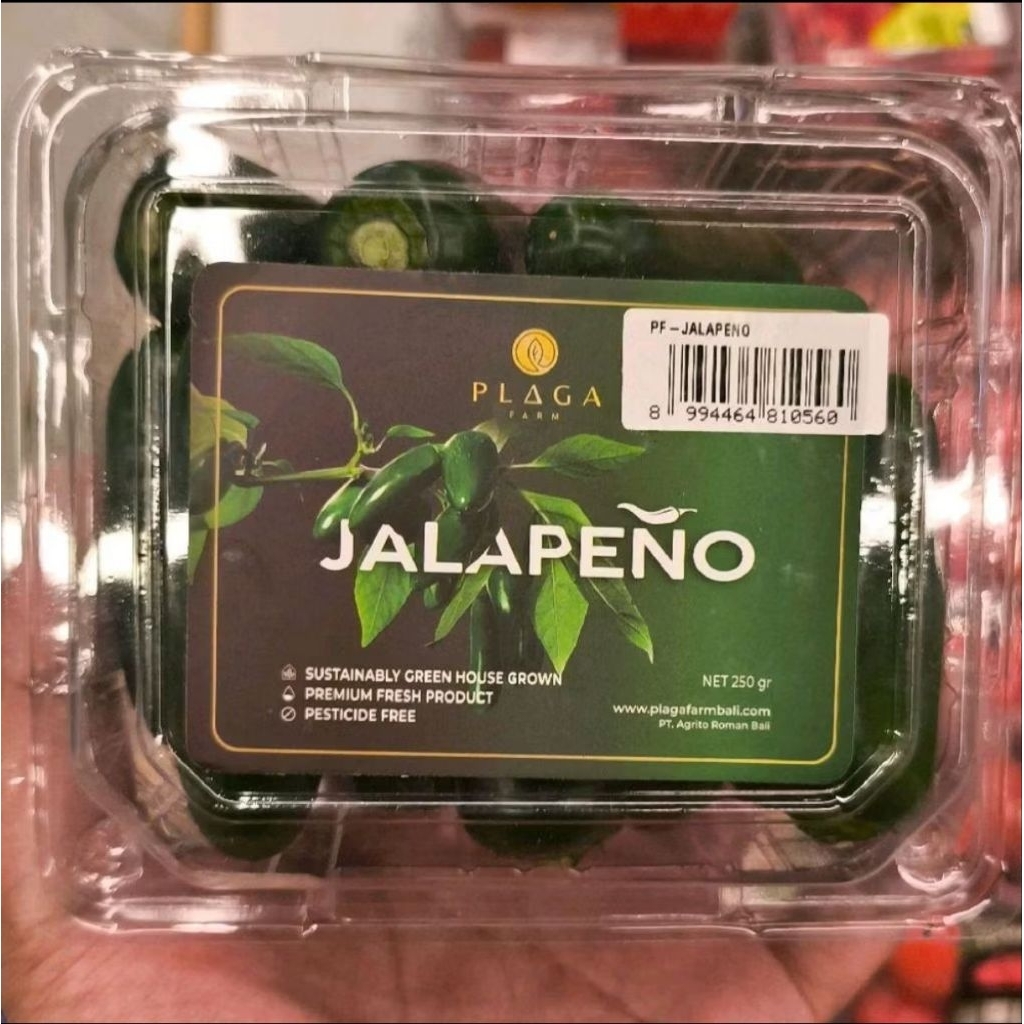 PF-JALAPENO
8 994464 810560
PLAGA
FARM
JALAPEÑO
SUSTAINABLY GREEN HOUSE GROWN
PREMIUM FRESH PRODUCT
PESTICIDE FREE
NET 250 gr
www.plagafarmbali.com
PT. Agrito Roman Bali